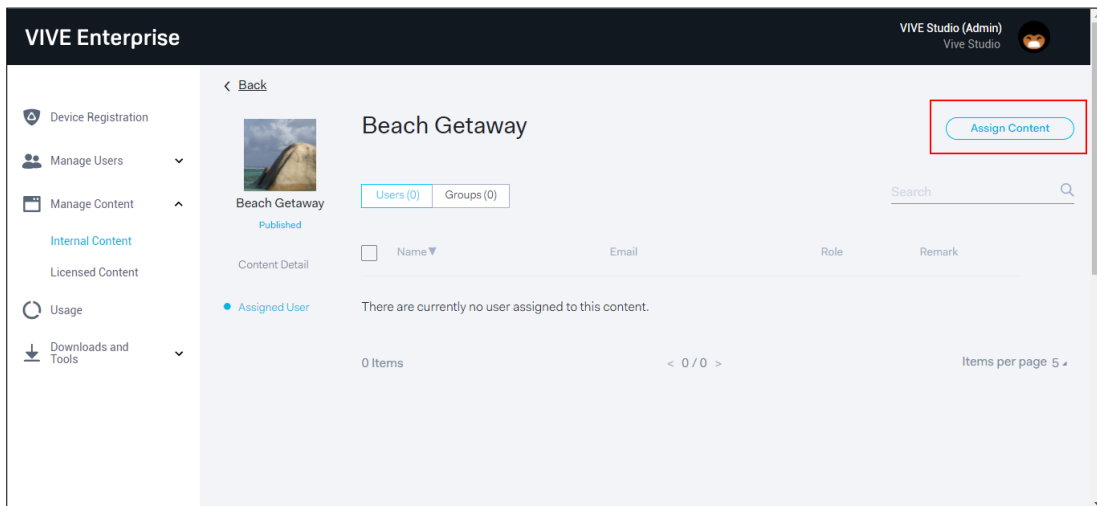 VIVE Enterprise
VIVE Studio (Admin)
Vive Studio
Device Registration
Manage Users
Manage Content
Internal Content
Licensed Content
Usage
Downloads and
Tools
< Back
Beach Getaway
Published
Content Detail
Assigned User
Beach Getaway
Assign Content
Users (0)
Groups (0)
Search
Name▼
Email
Role
Remark
There are currently no user assigned to this content.
0 Items
< 0 / 0 >
Items per page 5